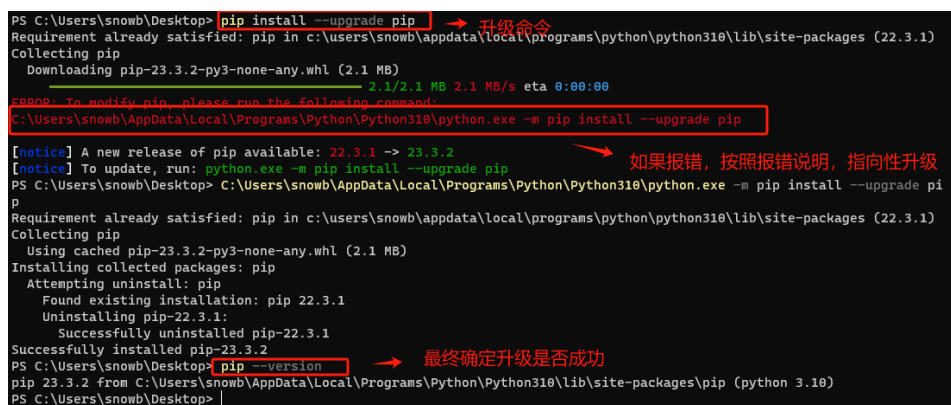 PS C:\Users\snowb\Desktop> pip install --upgrade pip 升级命令
Requirement already satisfied: pip in c:\users\snowb\appdata\local\programs\python\python310\lib\site-packages (22.3.1)
Collecting pip
Downloading pip-23.3.2-py3-none-any.whl (2.1 MB)
2.1/2.1 MB 2.1 MB/s eta 0:00:00
ERROR: To modify pip, please run the following command:
C:\Users\snowb\AppData\Local\Programs\Python\Python310\python.exe -m pip install --upgrade pip
[notice] A new release of pip available: 22.3.1 -> 23.3.2 如果报错，按照报错说明，指向性升级
[notice] To update, run: python.exe -m pip install --upgrade pip
PS C:\Users\snowb\Desktop> C:\Users\snowb\AppData\Local\Programs\Python\Python310\python.exe -m pip install --upgrade pi
p
Requirement already satisfied: pip in c:\users\snowb\appdata\local\programs\python\python310\lib\site-packages (22.3.1)
Collecting pip
Using cached pip-23.3.2-py3-none-any.whl (2.1 MB)
Installing collected packages: pip
Attempting uninstall: pip
Found existing installation: pip 22.3.1
Uninstalling pip-22.3.1:
Successfully uninstalled pip-22.3.1
Successfully installed pip-23.3.2
PS C:\Users\snowb\Desktop> pip --version 最终确定升级是否成功
pip 23.3.2 from C:\Users\snowb\AppData\Local\Programs\Python\Python310\lib\site-packages\pip (python 3.10)
PS C:\Users\snowb\Desktop>